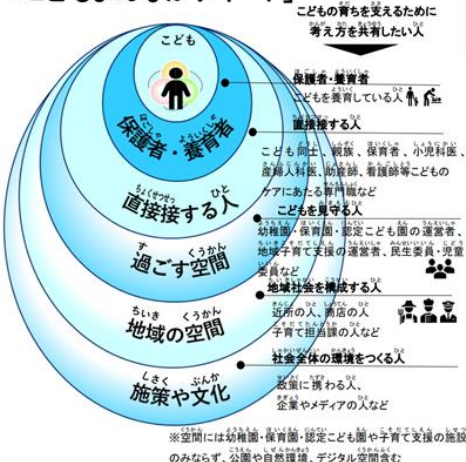 こどもの育ちを支えるために
考え方を共有したい人
こども
保護者・養育者
直接接する人
過ごす空間
地域の空間
施策や文化
保護者・養育者
こどもを養育している人
直接接する人
こども同士、親族、保育者、小児科医、
産婦人科医、助産師、看護師等こどもの
ケアにあたる専門職など
こどもを見守る人
幼稚園・保育園・認定こども園の運営者、
地域子育て支援の運営者、民生委員・児童
委員など
地域社会を構成する人
近所の人、商店の人
子育て担当課の人など
社会全体の環境をつくる人
政策に携わる人、
企業やメディアの人など
※空間には幼稚園・保育園・認定こども園や子育て支援の施設
のみならず、公園や自然環境、デジタル空間含む